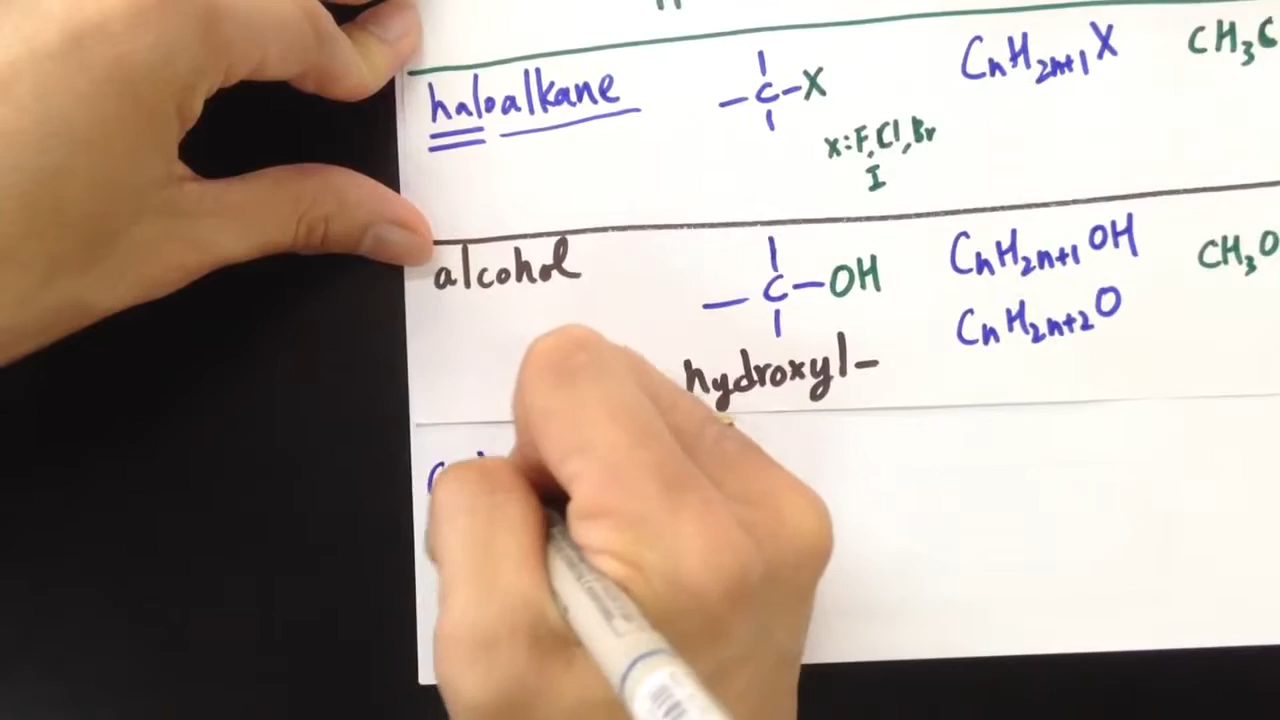 haloalkane
C-X
CnH2n+1X
CH3C
X:F,Cl,Br
I
alcohol
C-OH
CnH2n+1OH
CH3O
CnH2n+2O
hydroxyl-